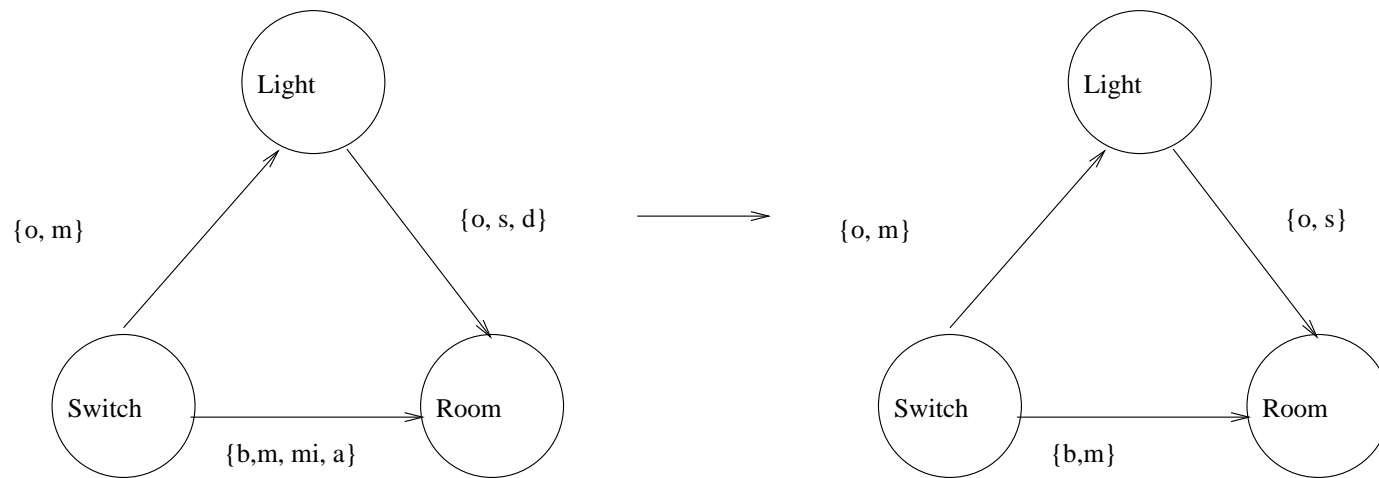 Light
{o, m}
{o, s, d}
Switch
Room
{b,m, mi, a}
Light
{o, m}
{o, s}
Switch
Room
{b,m}